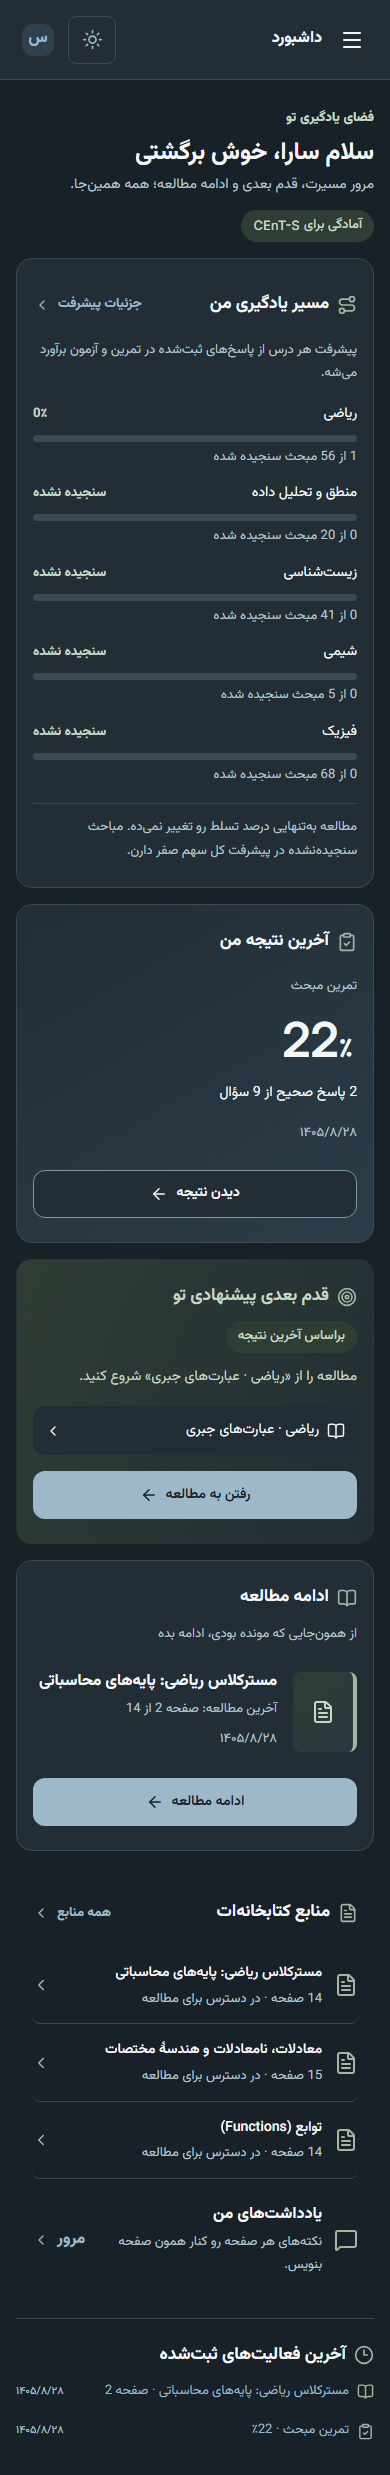 داشبورد
س
فضای یادگیری تو
سلام سارا، خوش برگشتی
مرور مسیرت، قدم بعدی و ادامه مطالعه؛ همه همین‌جا.
آمادگی برای CEnT-S
مسیر یادگیری من
جزئیات پیشرفت
پیشرفت هر درس از پاسخ‌های ثبت‌شده در تمرین و آزمون برآورد
می‌شه.
ریاضی
0٪
1 از 56 مبحث سنجیده شده
منطق و تحلیل داده
سنجیده نشده
0 از 20 مبحث سنجیده شده
زیست‌شناسی
سنجیده نشده
0 از 41 مبحث سنجیده شده
شیمی
سنجیده نشده
0 از 5 مبحث سنجیده شده
فیزیک
سنجیده نشده
0 از 68 مبحث سنجیده شده
مطالعه به‌تنهایی درصد تسلط رو تغییر نمی‌ده. مباحث
سنجیده‌نشده در پیشرفت کل سهم صفر دارن.
آخرین نتیجه من
تمرین مبحث
22٪
2 پاسخ صحیح از 9 سؤال
۱۴۰۵/۸/۲۸
دیدن نتیجه
قدم بعدی پیشنهادی تو
براساس آخرین نتیجه
مطالعه را از «ریاضی · عبارت‌های جبری» شروع کنید.
ریاضی · عبارت‌های جبری
رفتن به مطالعه
ادامه مطالعه
از همون‌جایی که مونده بودی، ادامه بده
مسترکلاس ریاضی: پایه‌های محاسباتی
آخرین مطالعه: صفحه 2 از 14
۱۴۰۵/۸/۲۸
ادامه مطالعه
منابع کتابخانه‌ات
همه منابع
مسترکلاس ریاضی: پایه‌های محاسباتی
14 صفحه · در دسترس برای مطالعه
معادلات، نامعادلات و هندسهٔ مختصات
15 صفحه · در دسترس برای مطالعه
توابع (Functions)
14 صفحه · در دسترس برای مطالعه
یادداشت‌های من
نکته‌های هر صفحه رو کنار همون صفحه
بنویس.
مرور
آخرین فعالیت‌های ثبت‌شده
مسترکلاس ریاضی: پایه‌های محاسباتی · صفحه 2
۱۴۰۵/۸/۲۸
تمرین مبحث · 22٪
۱۴۰۵/۸/۲۸